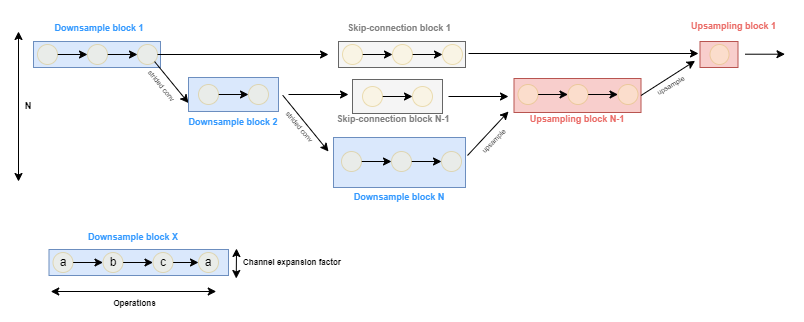 Downsample block 1
Skip-connection block 1
Upsampling block 1
N
strided conv
upsample
Downsample block 2
strided conv
Skip-connection block N-1
upsample
Upsampling block N-1
Downsample block N
Downsample block X
a b c a
Channel expansion factor
Operations